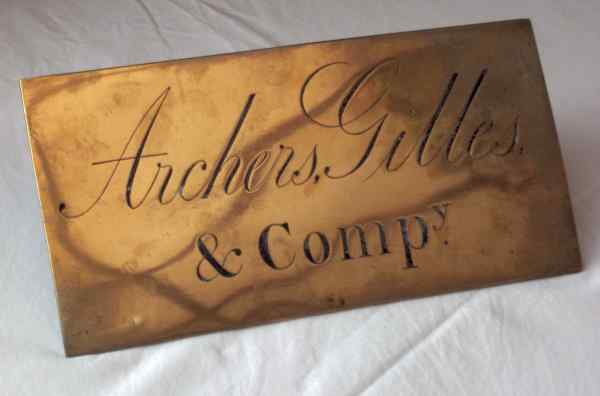 Archers, Gilles,
& Compy.